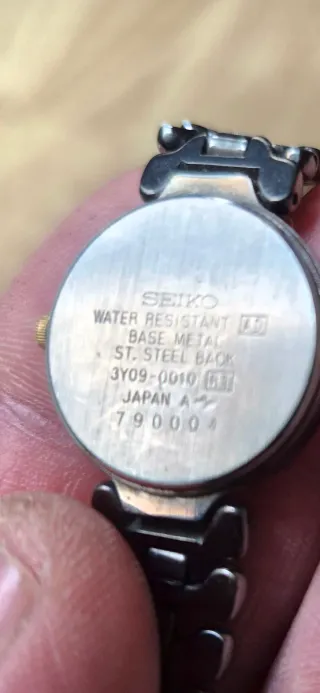 SEIKO
WATER RESISTANT
BASE METAL
ST. STEEL BACK
3Y09-0010
JAPAN A
790004